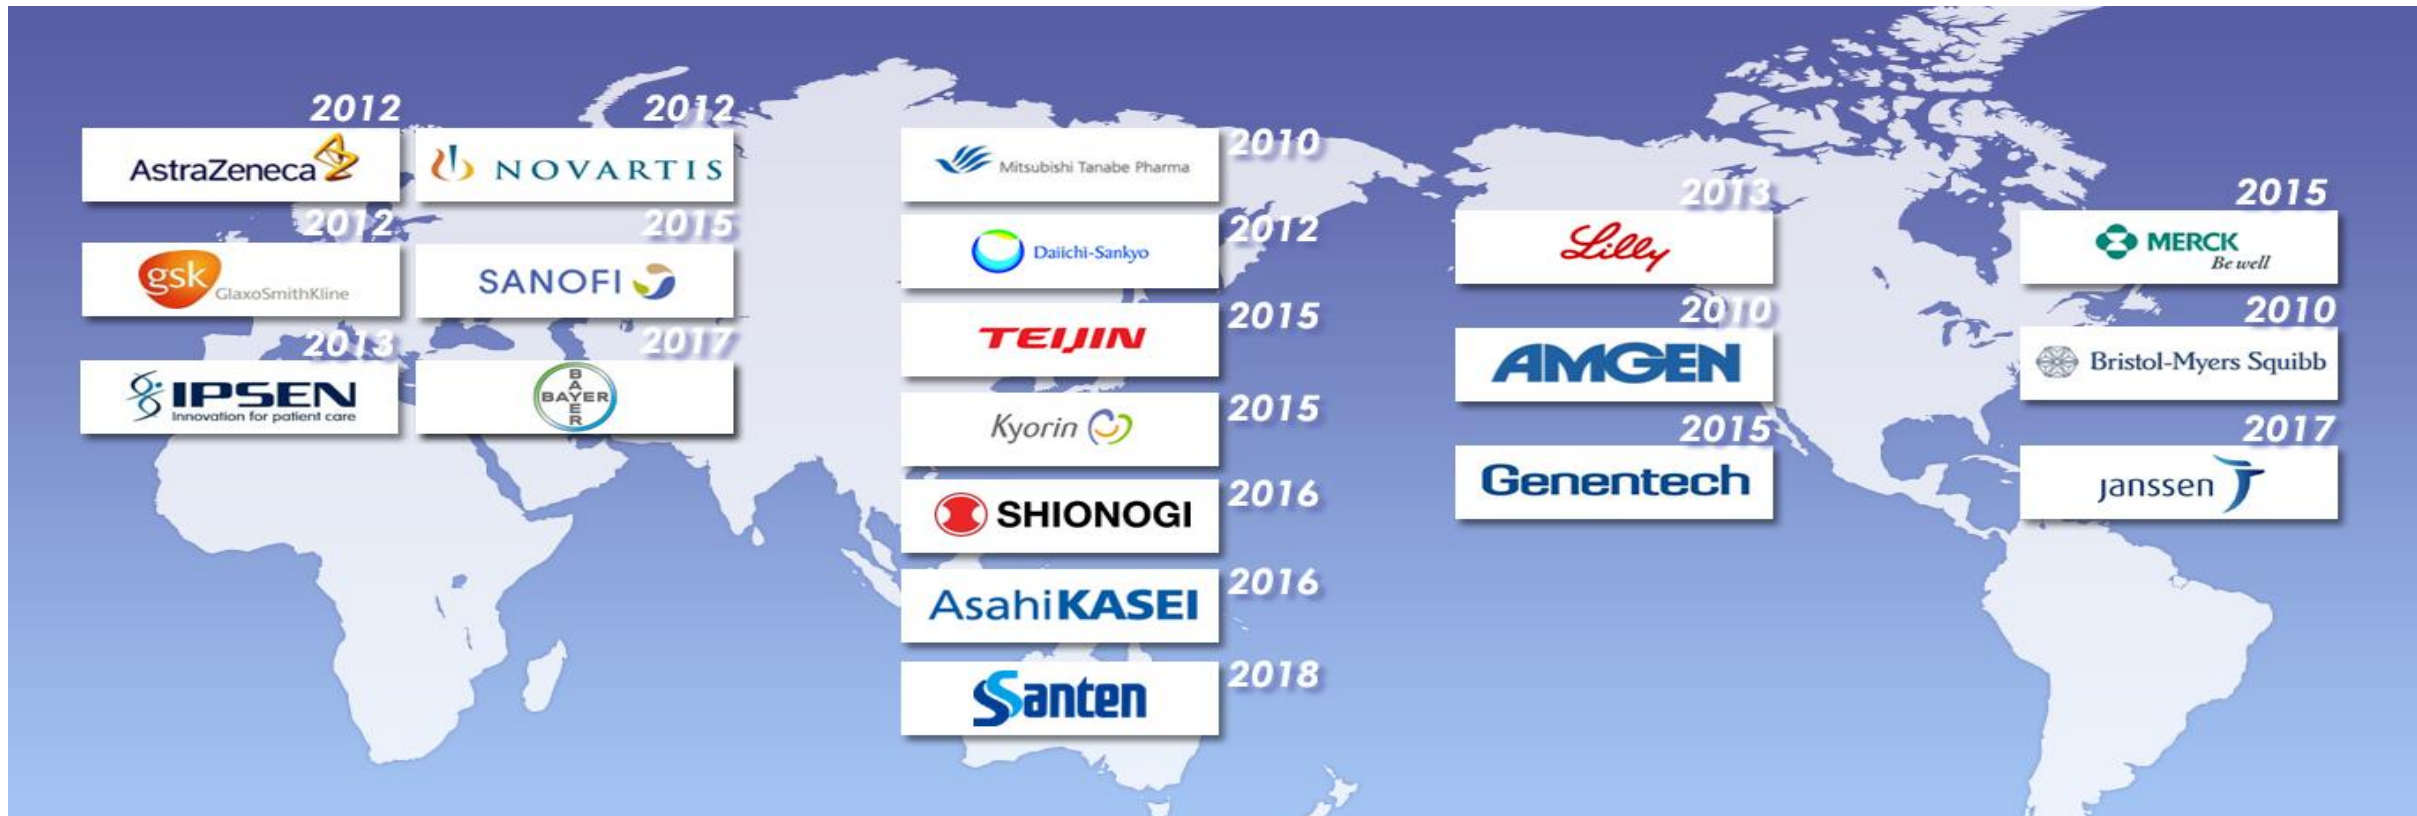 2012
AstraZeneca
2012
NOVARTIS
2012
gsk
GlaxoSmithKline
2015
SANOFI
2013
IPSEN
Innovation for patient care
2017
BAYER
BAYER
2010
Mitsubishi Tanabe Pharma
2012
Daiichi-Sankyo
2015
TEIJIN
2015
Kyorin
2016
SHIONOGI
2016
AsahiKASEI
2018
Santen
2013
Lilly
2015
MERCK
Be well
2010
AMGEN
2010
Bristol-Myers Squibb
2015
Genentech
2017
janssen